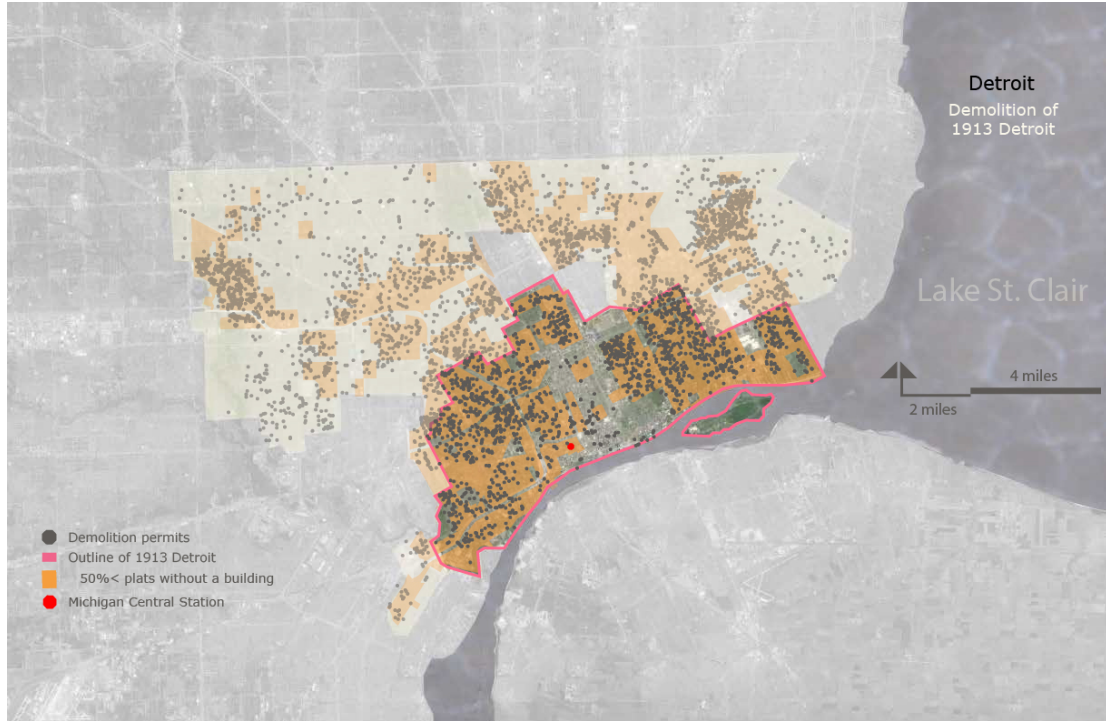 Detroit
Demolition of
1913 Detroit
Lake St. Clair
4 miles
2 miles
Demolition permits
Outline of 1913 Detroit
50%< plats without a building
Michigan Central Station